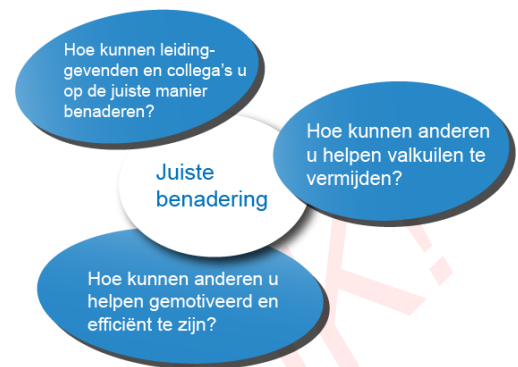 Hoe kunnen leiding-
gevenden en collega's u
op de juiste manier
benaderen?
Hoe kunnen anderen
u helpen valkuilen te
vermijden?
Juiste
benadering
Hoe kunnen anderen u
helpen gemotiveerd en
efficiënt te zijn?